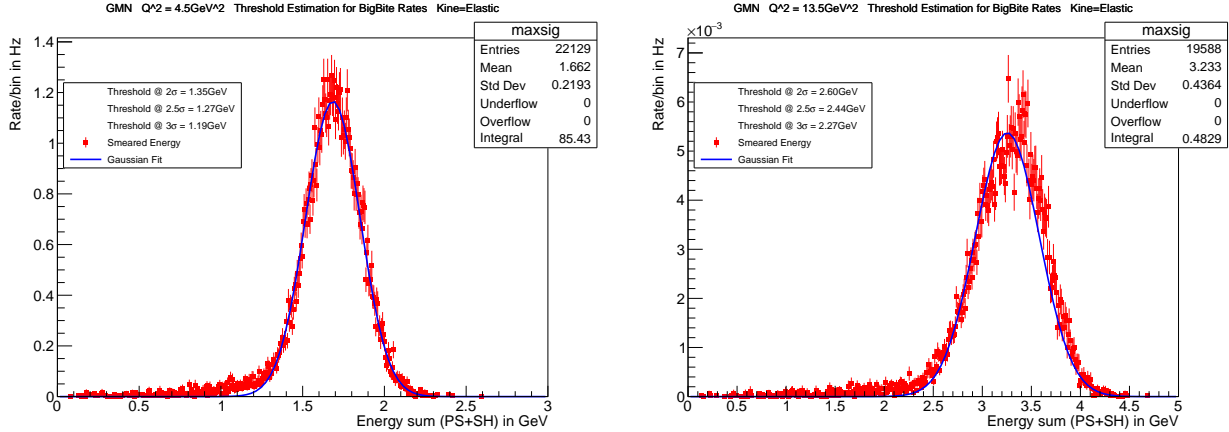 GMN Q^2 = 4.5GeV^2 Threshold Estimation for BigBite Rates Kine=Elastic
maxsig
Entries 22129
Mean 1.662
Std Dev 0.2193
Underflow 0
Overflow 0
Integral 85.43
Threshold @ 2σ = 1.35GeV
Threshold @ 2.5σ = 1.27GeV
Threshold @ 3σ = 1.19GeV
Smeared Energy
Gaussian Fit
Rate/bin in Hz
1.4
1.2
1
0.8
0.6
0.4
0.2
0
0 0.5 1 1.5 2 2.5 3
Energy sum (PS+SH) in GeV
GMN Q^2 = 13.5GeV^2 Threshold Estimation for BigBite Rates Kine=Elastic
×10⁻³
maxsig
Entries 19588
Mean 3.233
Std Dev 0.4364
Underflow 0
Overflow 0
Integral 0.4829
Threshold @ 2σ = 2.60GeV
Threshold @ 2.5σ = 2.44GeV
Threshold @ 3σ = 2.27GeV
Smeared Energy
Gaussian Fit
Rate/bin in Hz
7
6
5
4
3
2
1
0
0 0.5 1 1.5 2 2.5 3 3.5 4 4.5 5
Energy sum (PS+SH) in GeV